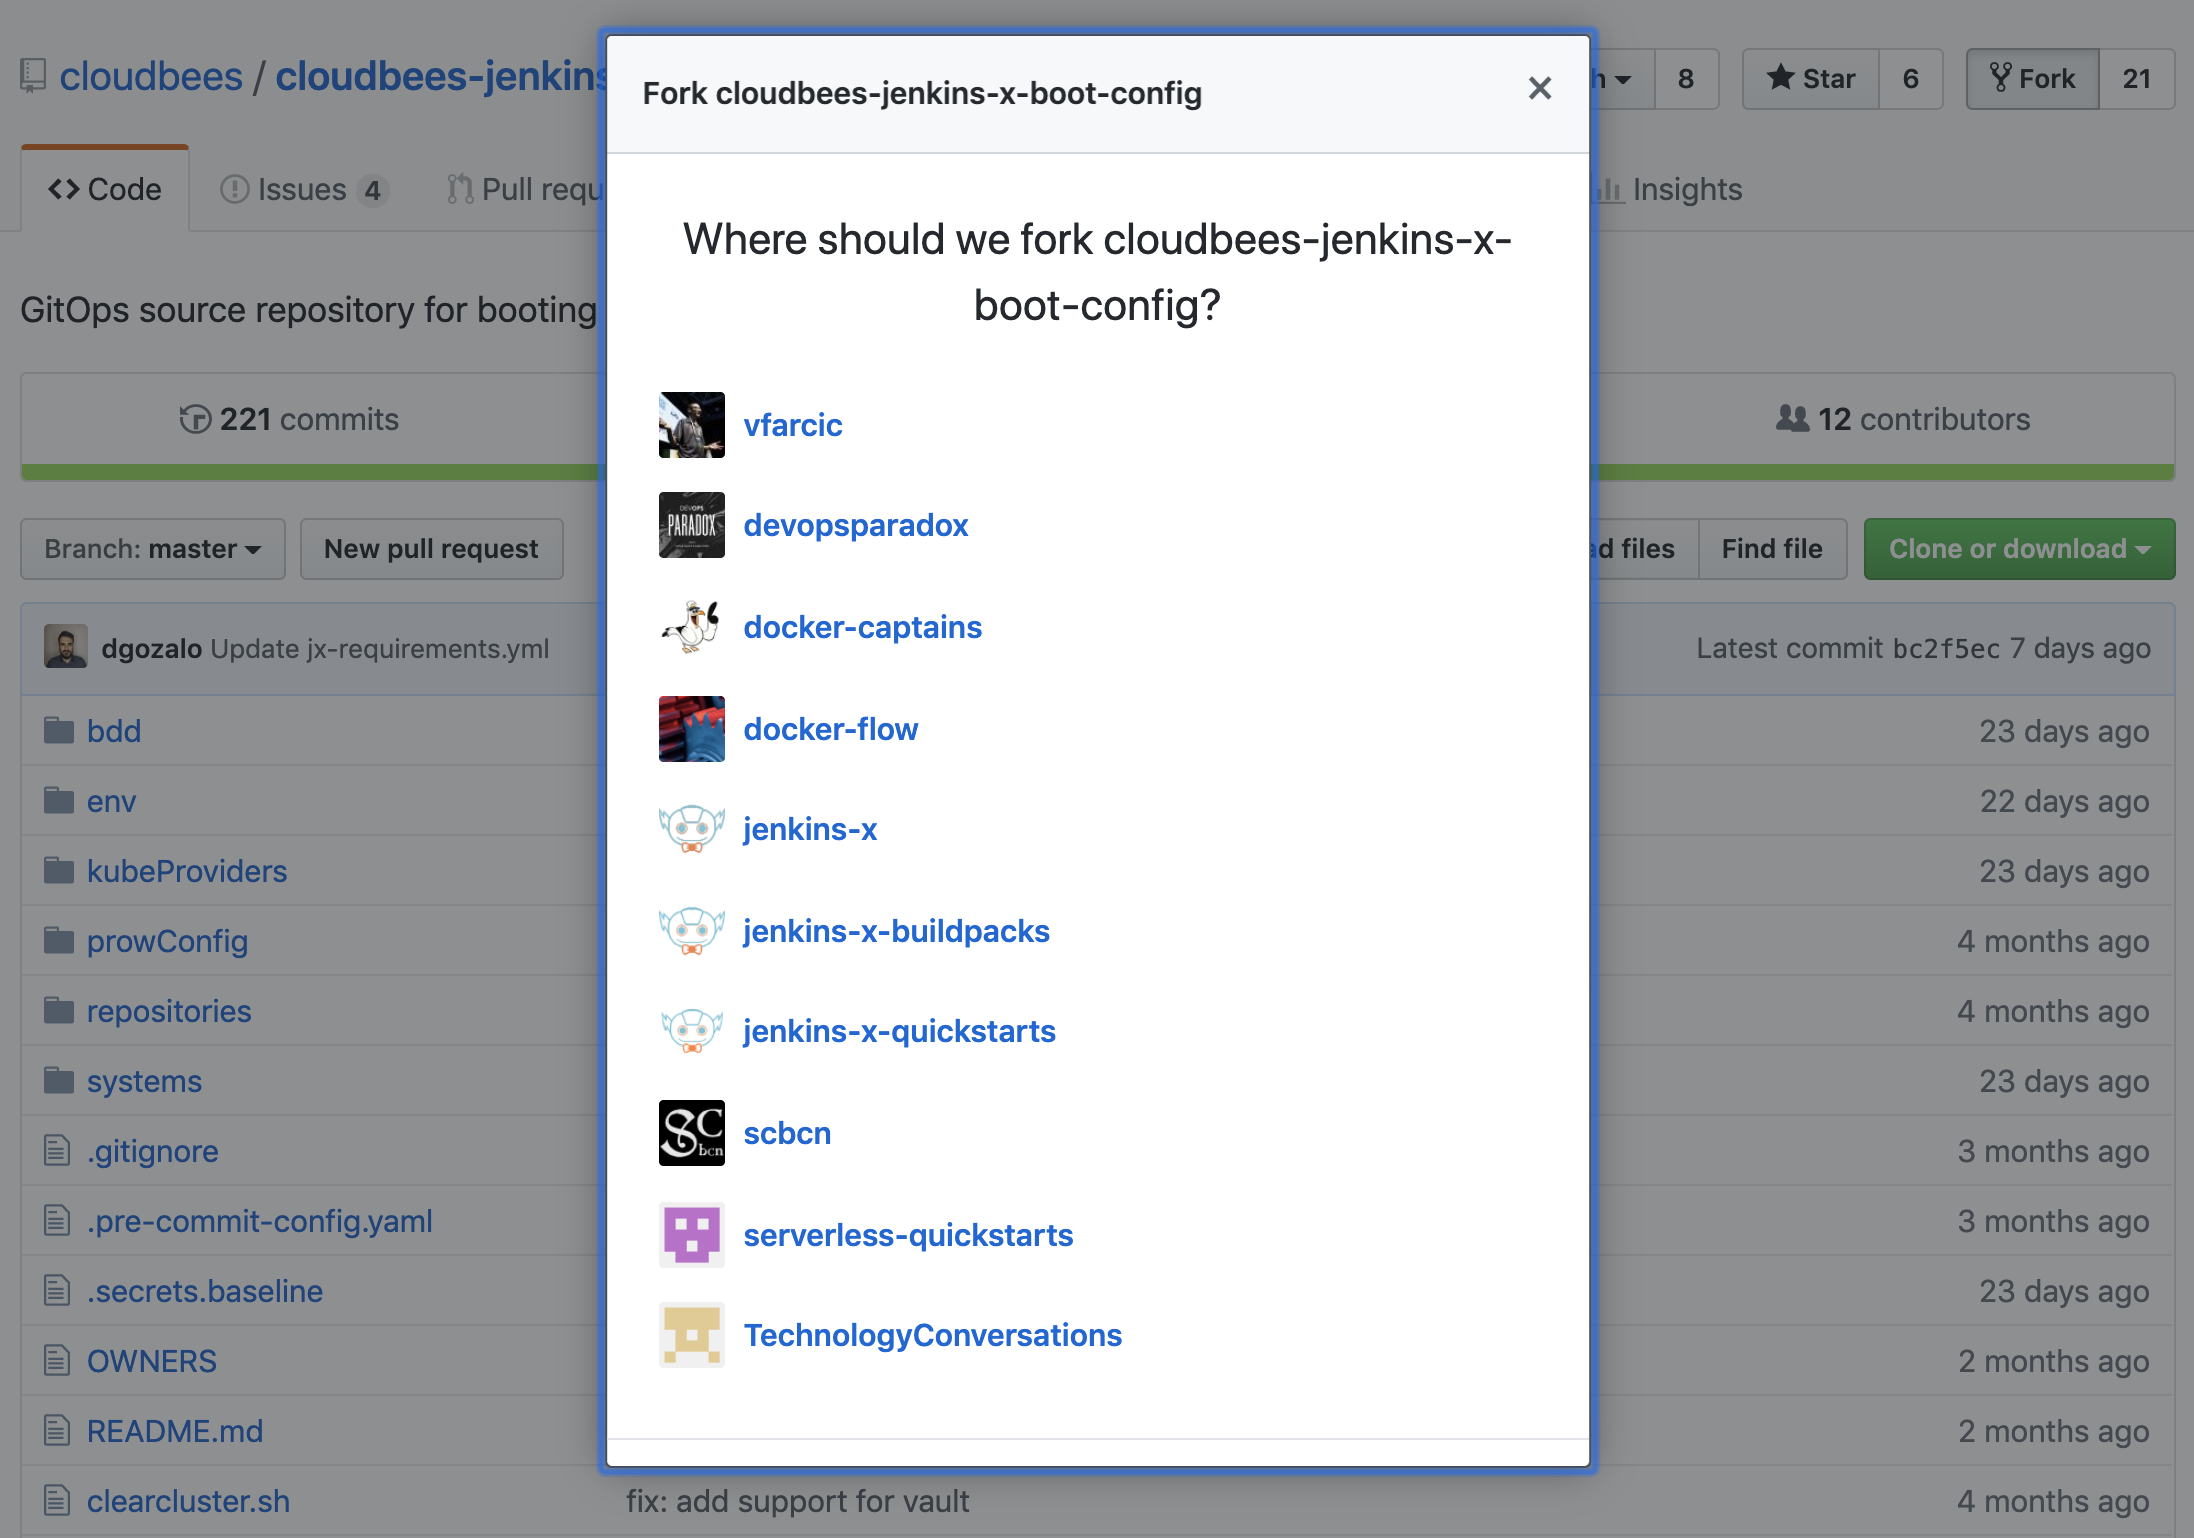 cloudbees / cloudbees-jenkins
8
Star 6
Fork 21
Code
Issues 4
Pull
Insights
GitOps source repository for booting
221 commits
12 contributors
Branch: master
New pull request
files
Find file
Clone or download
dgozalo Update jx-requirements.yml
Latest commit bc2f5ec 7 days ago
bdd
23 days ago
env
22 days ago
kubeProviders
23 days ago
prowConfig
4 months ago
repositories
4 months ago
systems
23 days ago
.gitignore
3 months ago
.pre-commit-config.yaml
3 months ago
.secrets.baseline
23 days ago
OWNERS
2 months ago
README.md
2 months ago
clearcluster.sh
fix: add support for vault
4 months ago
Fork cloudbees-jenkins-x-boot-config
Where should we fork cloudbees-jenkins-x-
boot-config?
vfarcic
DEVOPS
PARADOX
devopsparadox
docker-captains
docker-flow
jenkins-x
jenkins-x-buildpacks
jenkins-x-quickstarts
SC
bcn
scbcn
serverless-quickstarts
TechnologyConversations